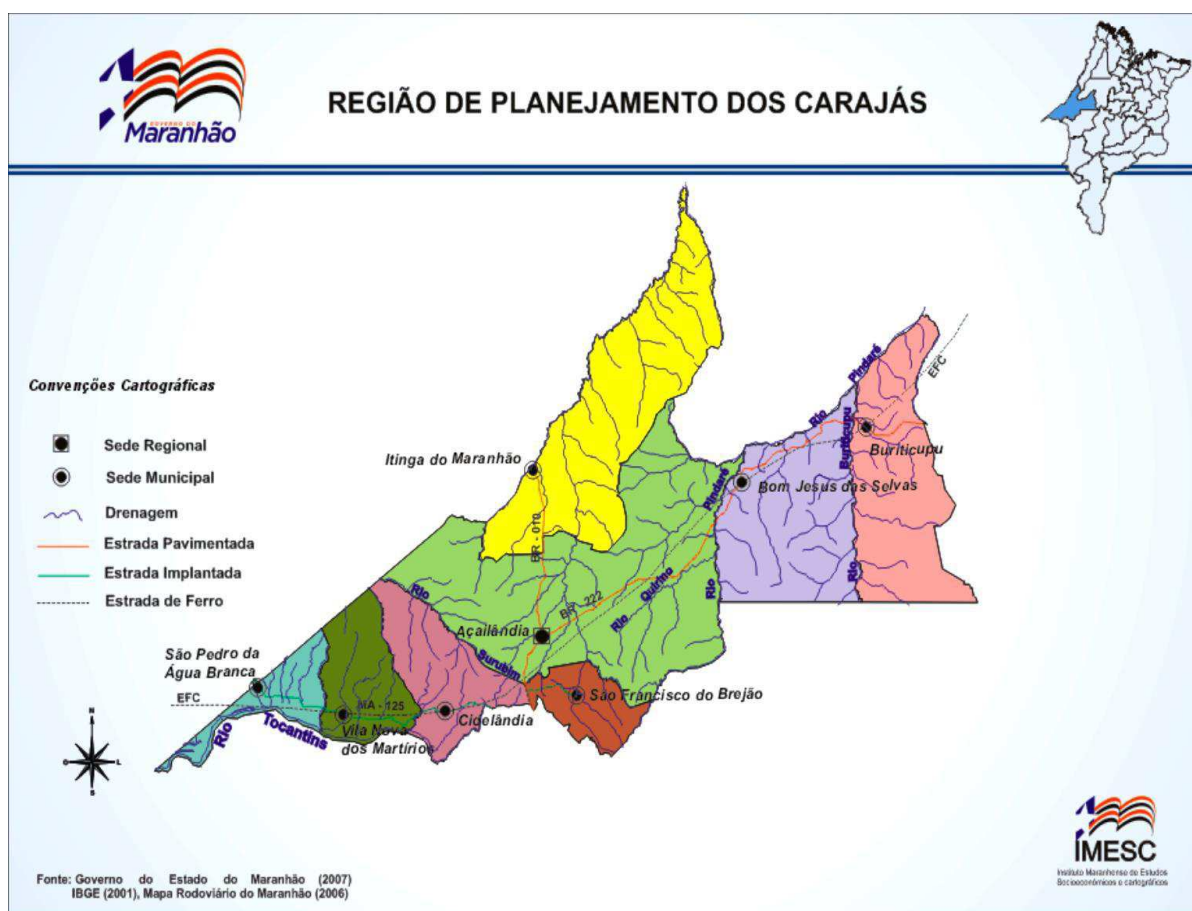 GOVERNO DO
Maranhão
REGIÃO DE PLANEJAMENTO DOS CARAJÁS
Convenções Cartográficas
Sede Regional
Sede Municipal
Drenagem
Estrada Pavimentada
Estrada Implantada
Estrada de Ferro
Itinga do Maranhão
BR - 010
Rio
Pindaré
EFC
Buriticupu
Buriticupu
Rio
Bom Jesus das Selvas
Pindaré
Rio
Rio
Quirino
BR - 222
Açailândia
Rio
Surubim
São Francisco do Brejão
São Pedro da
Água Branca
EFC
MA - 125
Cidelândia
Vila Nova
dos Martírios
Rio
Tocantins
N
O
L
S
IMESC
Instituto Maranhense de Estudos
Socioeconômicos e cartográficos
Fonte: Governo do Estado do Maranhão (2007)
IBGE (2001), Mapa Rodoviário do Maranhão (2006)